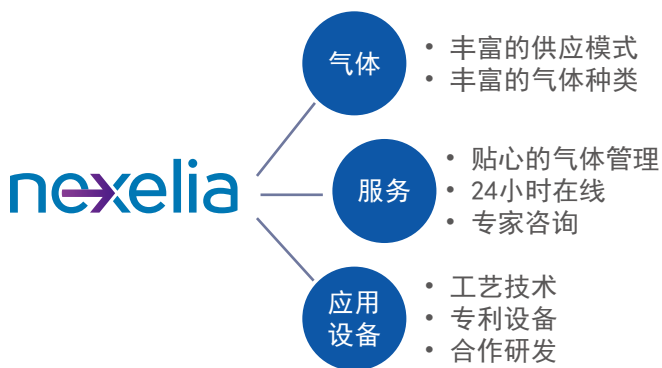 气体
• 丰富的供应模式
• 丰富的气体种类
nexelia
服务
• 贴心的气体管理
• 24小时在线
• 专家咨询
应用
设备
• 工艺技术
• 专利设备
• 合作研发